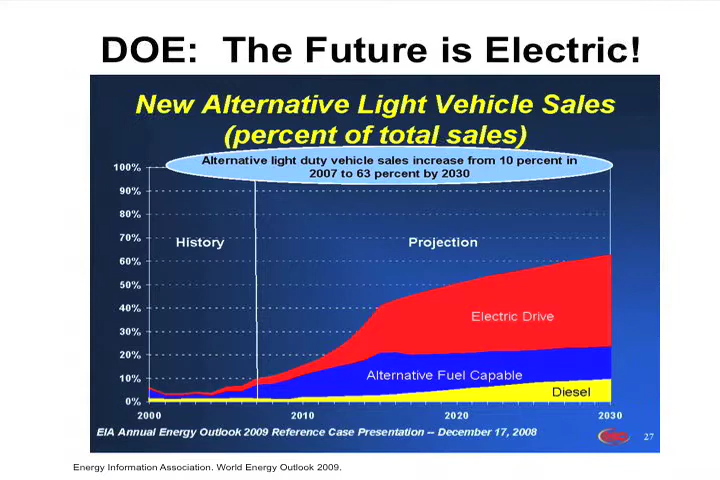 DOE: The Future is Electric!
New Alternative Light Vehicle Sales
(percent of total sales)
Alternative light duty vehicle sales increase from 10 percent in
2007 to 63 percent by 2030
100%
90%
80%
70%
History
Projection
60%
50%
40%
Electric Drive
30%
20%
Alternative Fuel Capable
10%
Diesel
0%
2000
2010
2020
2030
EIA Annual Energy Outlook 2009 Reference Case Presentation -- December 17, 2008
27
Energy Information Association. World Energy Outlook 2009.